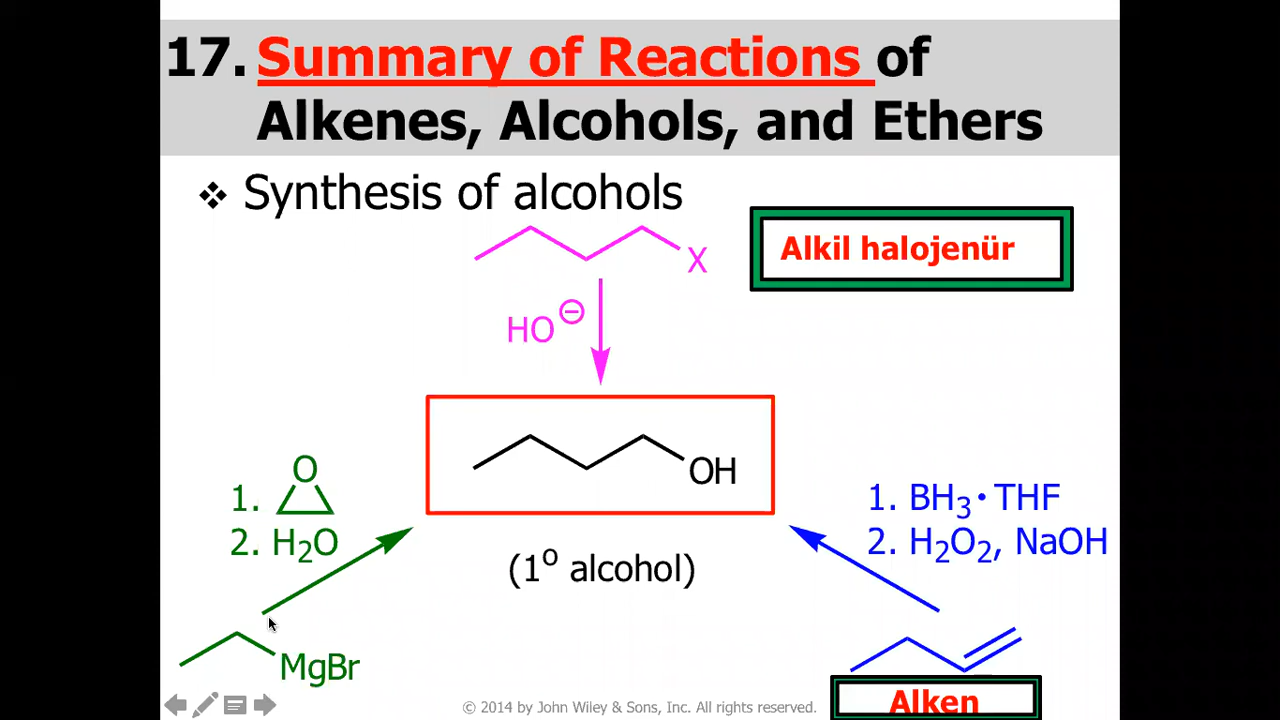 17. Summary of Reactions of
Alkenes, Alcohols, and Ethers
❖ Synthesis of alcohols
X
Alkil halojenür
HO⊖
OH
(1° alcohol)
O
1.
2. H₂O
MgBr
1. BH₃·THF
2. H₂O₂, NaOH
Alken
© 2014 by John Wiley & Sons, Inc. All rights reserved.